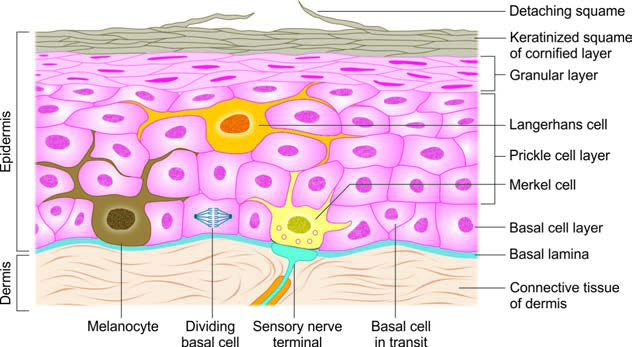 Detaching squame
Keratinized squame
of cornified layer
Granular layer
Langerhans cell
Prickle cell layer
Merkel cell
Basal cell layer
Basal lamina
Connective tissue
of dermis
Epidermis
Dermis
Melanocyte
Dividing
basal cell
Sensory nerve
terminal
Basal cell
in transit